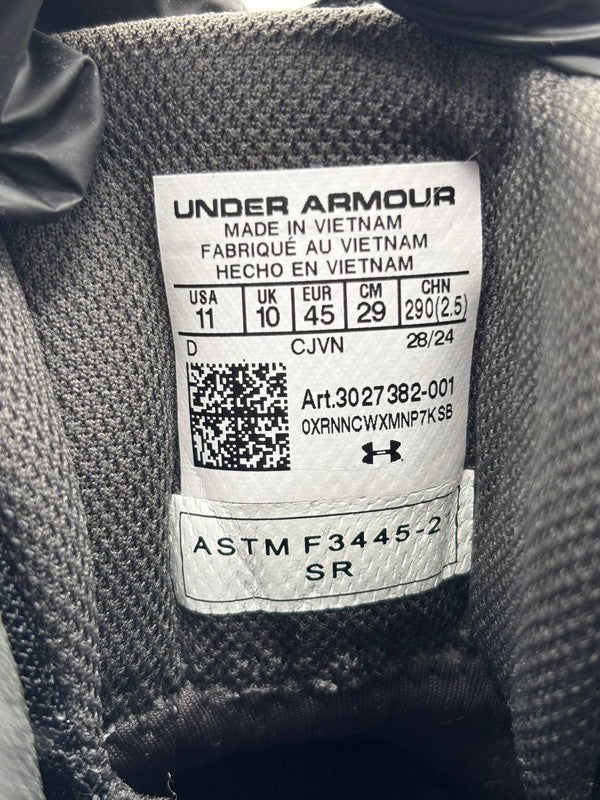 UNDER ARMOUR
MADE IN VIETNAM
FABRIQUÉ AU VIETNAM
HECHO EN VIETNAM
USA UK EUR CM CHN
11 10 45 29 290(2.5)
D CJVN 28/24
Art.3027382-001
0XRNNCWXMNP7KSB
ASTM F3445-2
SR